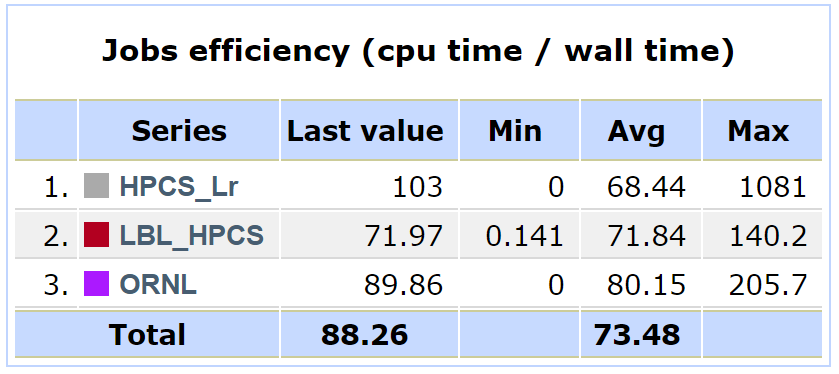 Jobs efficiency (cpu time / wall time)
Series Last value Min Avg Max
1. HPCS_Lr 103 0 68.44 1081
2. LBL_HPCS 71.97 0.141 71.84 140.2
3. ORNL 89.86 0 80.15 205.7
Total 88.26 73.48